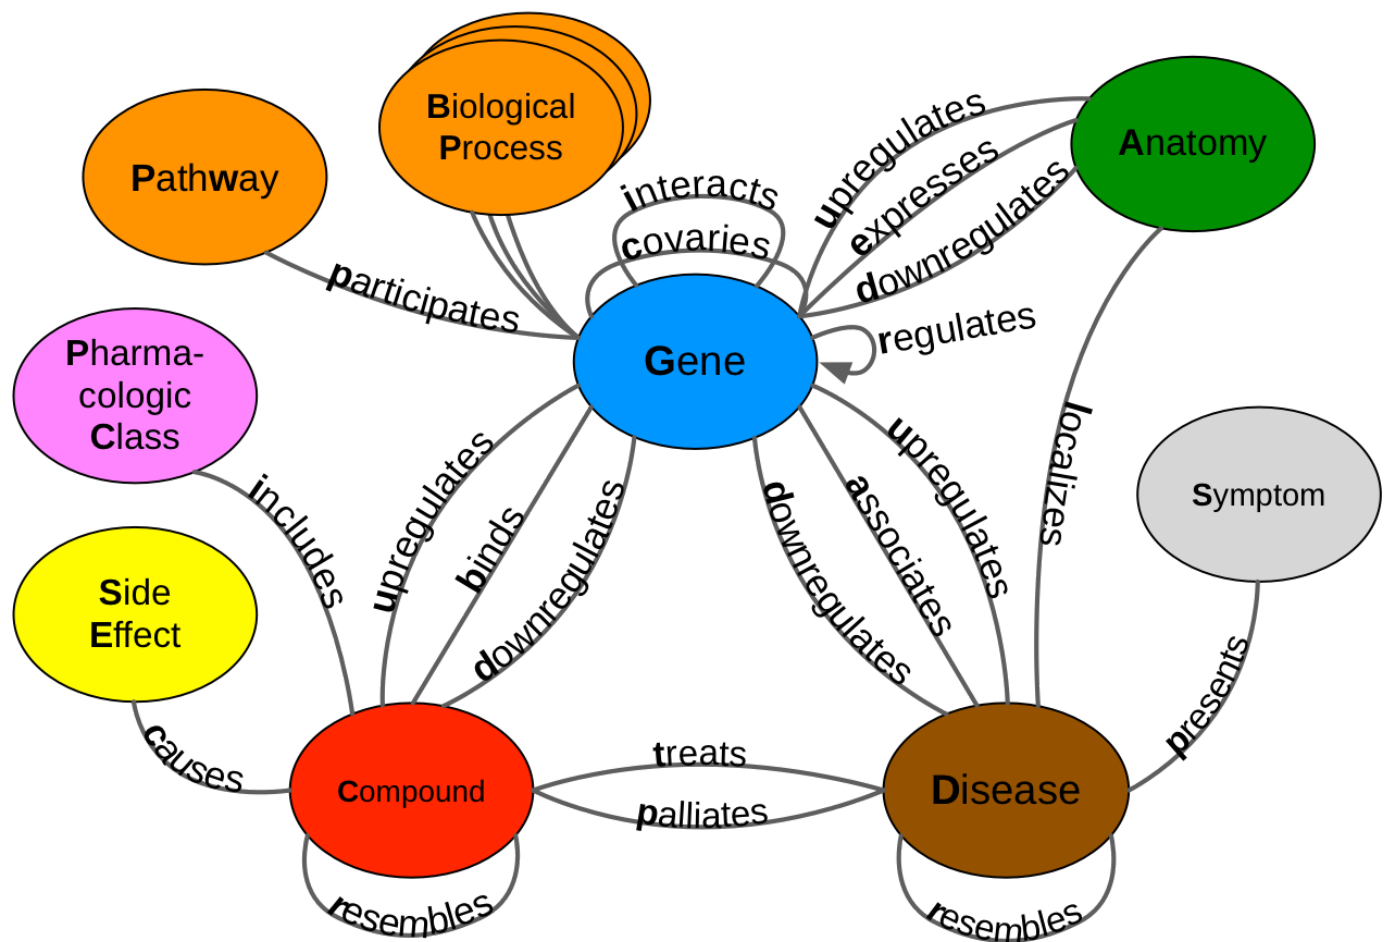 Biological
Process
Pathway
Anatomy
upregulates
expresses
downregulates
interacts
covaries
participates
regulates
Gene
Pharma-
cologic
Class
includes
upregulates
binds
downregulates
downregulates
associates
upregulates
localizes
Symptom
Side
Effect
causes
presents
treats
Compound
palliates
Disease
resembles
resembles